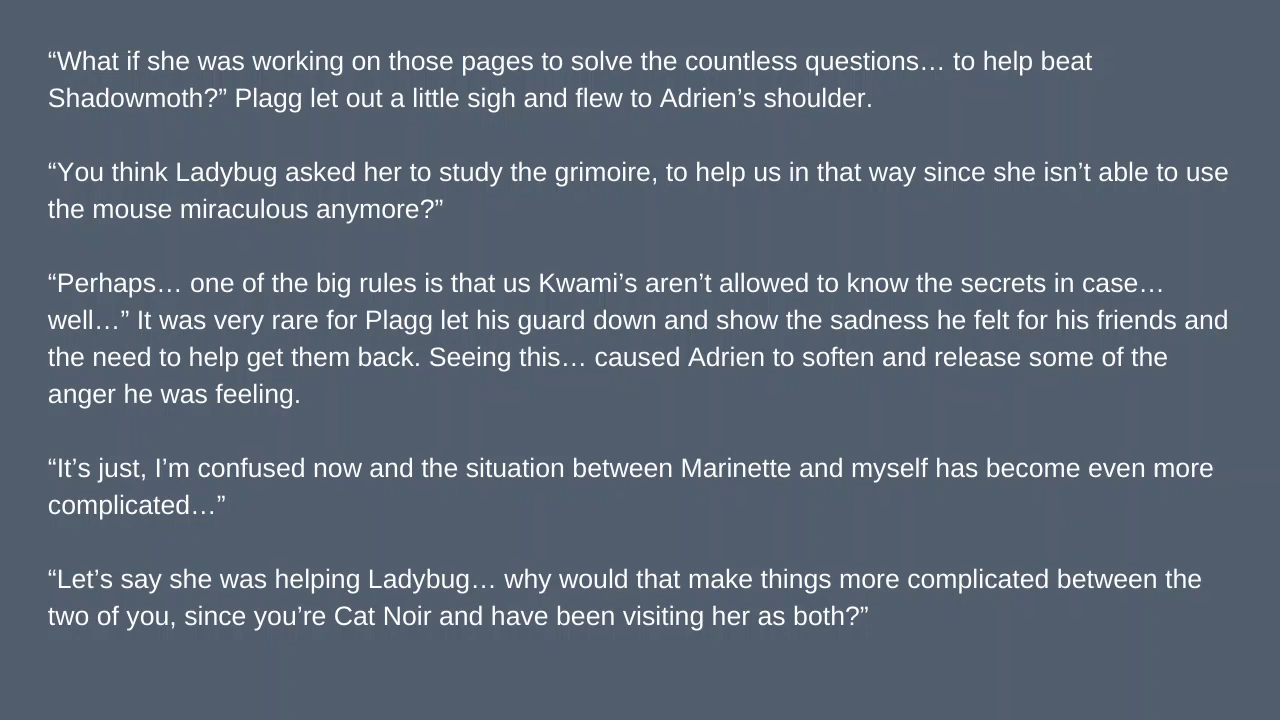 “What if she was working on those pages to solve the countless questions… to help beat
Shadowmoth?” Plagg let out a little sigh and flew to Adrien’s shoulder.
“You think Ladybug asked her to study the grimoire, to help us in that way since she isn’t able to use
the mouse miraculous anymore?”
“Perhaps… one of the big rules is that us Kwami’s aren’t allowed to know the secrets in case…
well…” It was very rare for Plagg let his guard down and show the sadness he felt for his friends and
the need to help get them back. Seeing this… caused Adrien to soften and release some of the
anger he was feeling.
“It’s just, I’m confused now and the situation between Marinette and myself has become even more
complicated…”
“Let’s say she was helping Ladybug… why would that make things more complicated between the
two of you, since you’re Cat Noir and have been visiting her as both?”